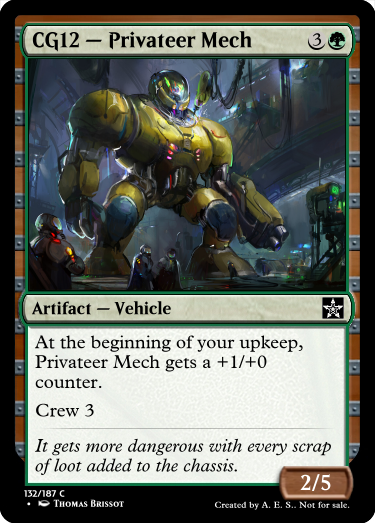 CG12 — Privateer Mech 3
Artifact — Vehicle
At the beginning of your upkeep,
Privateer Mech gets a +1/+0
counter.
Crew 3
It gets more dangerous with every scrap
of loot added to the chassis.
2/5
132/187 C
• Thomas Brissot
Created by A. E. S.. Not for sale.